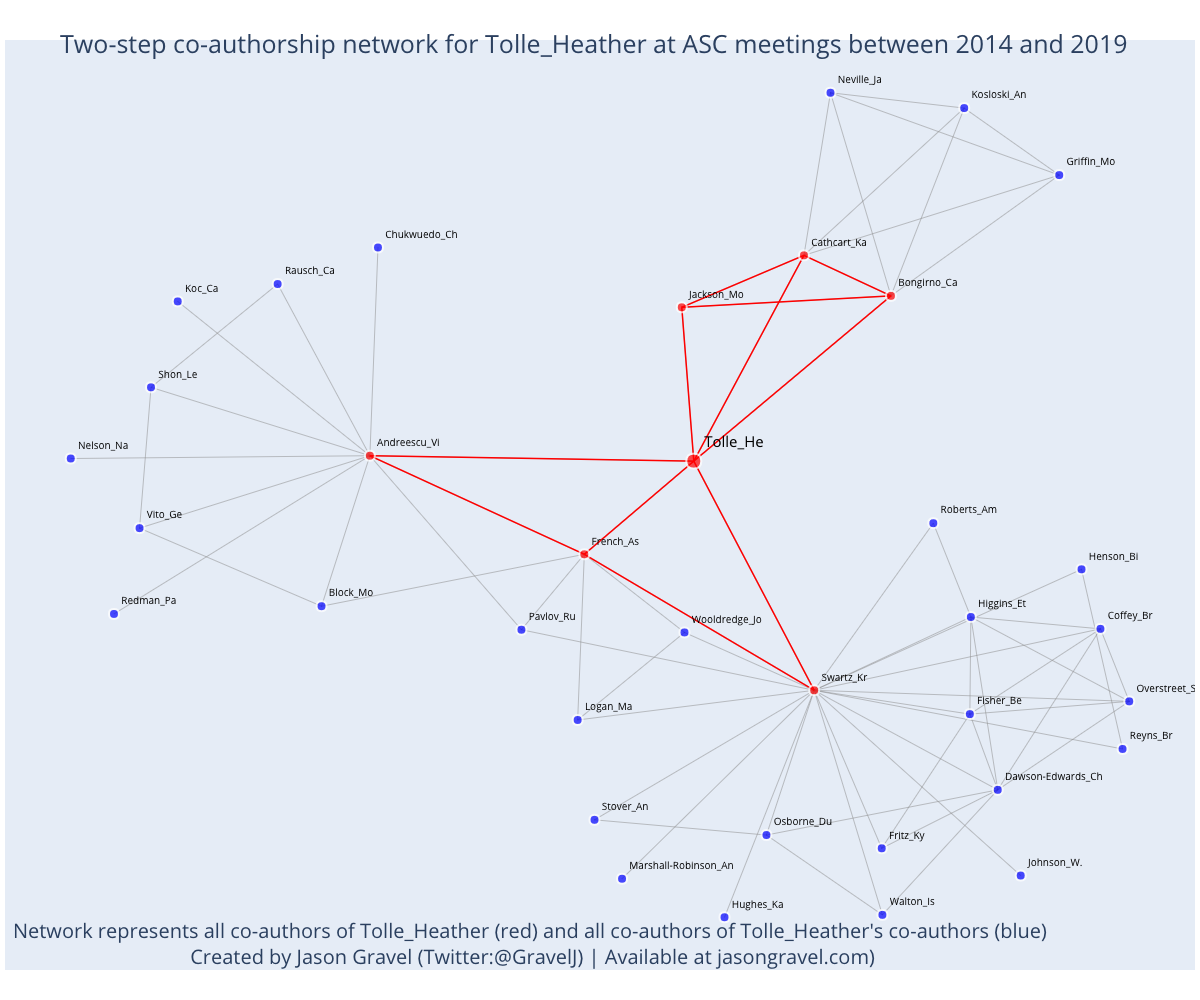 Two-step co-authorship network for Tolle_Heather at ASC meetings between 2014 and 2019
Neville_Ja
Kosloski_An
Griffin_Mo
Chukwuedo_Ch
Cathcart_Ka
Rausch_Ca
Bongirno_Ca
Koc_Ca
Jackson_Mo
Shon_Le
Andreescu_Vi
Tolle_He
Nelson_Na
Roberts_Am
Vito_Ge
French_As
Henson_Bi
Block_Mo
Redman_Pa
Higgins_Et
Coffey_Br
Pavlov_Ru
Wooldredge_Jo
Swartz_Kr
Overstreet_S
Fisher_Be
Logan_Ma
Reyns_Br
Dawson-Edwards_Ch
Stover_An
Osborne_Du
Fritz_Ky
Johnson_W.
Marshall-Robinson_An
Hughes_Ka
Walton_Is
Network represents all co-authors of Tolle_Heather (red) and all co-authors of Tolle_Heather's co-authors (blue)
Created by Jason Gravel (Twitter:@GravelJ) | Available at jasongravel.com)